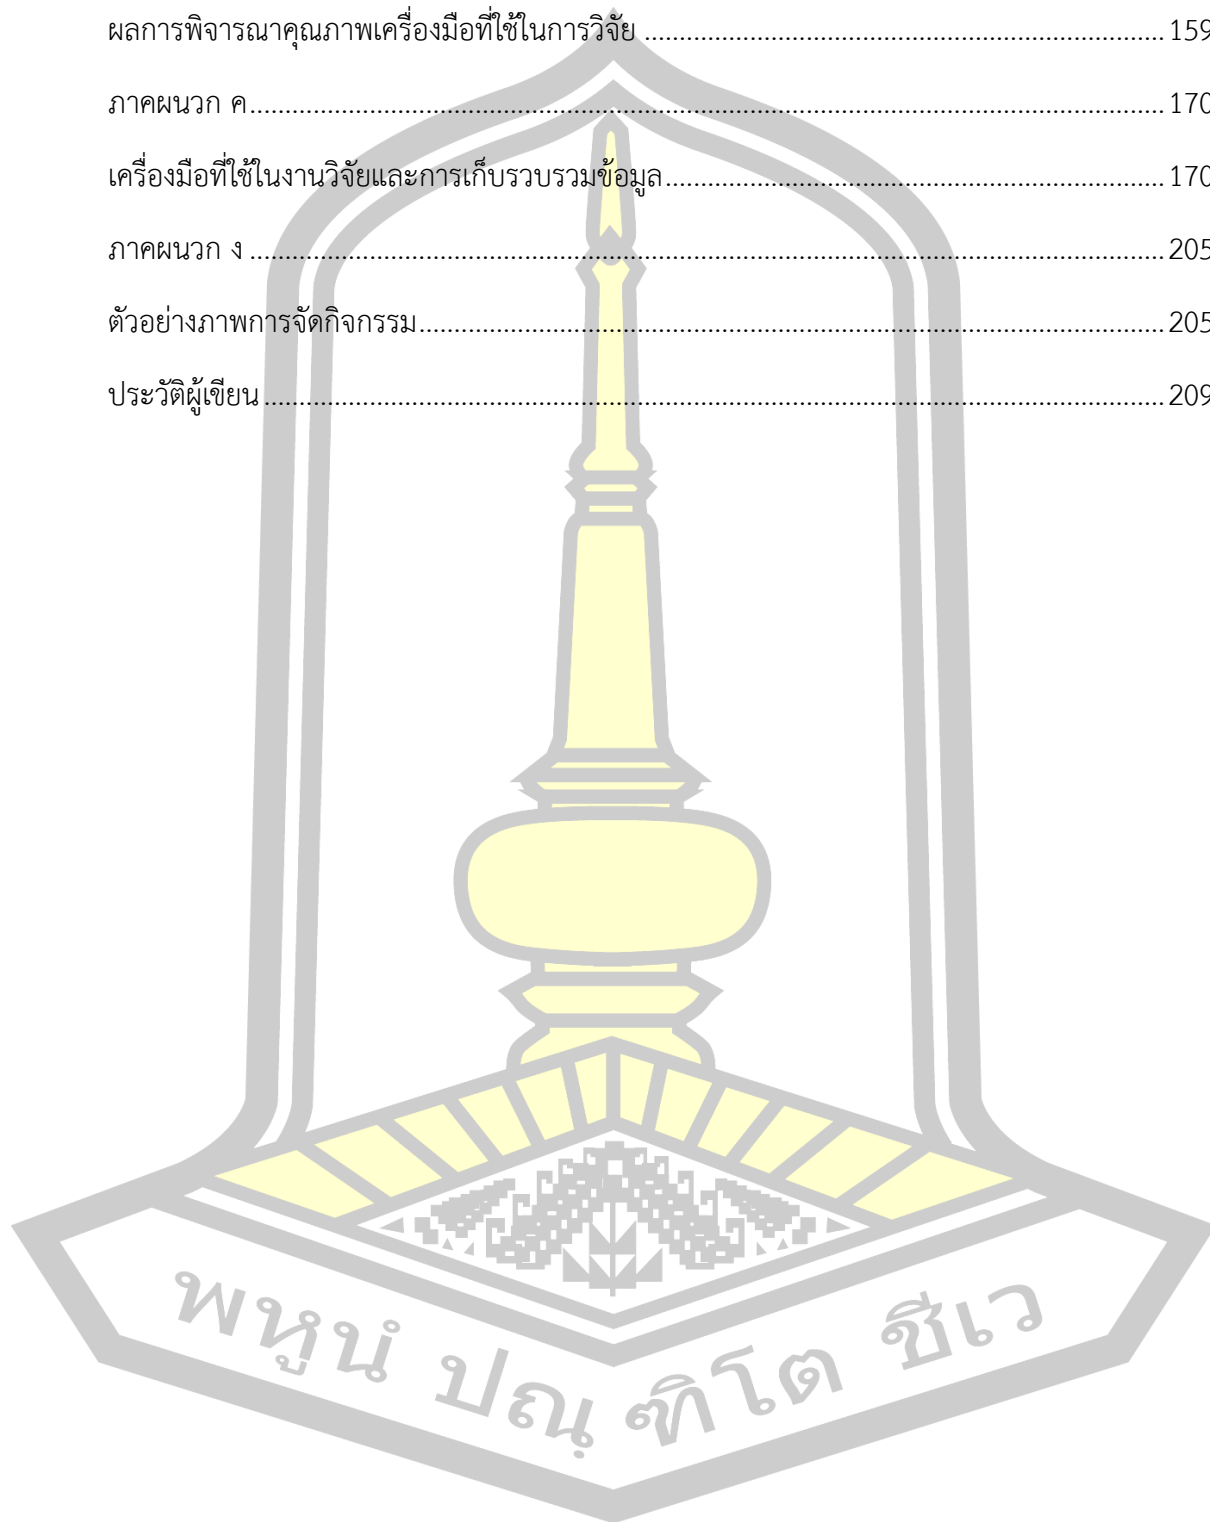 ผลการพิจารณาคุณภาพเครื่องมือที่ใช้ในการวิจัย ........................................................................ 159
ภาคผนวก ค............................................................................................................................... 170
เครื่องมือที่ใช้ในงานวิจัยและการเก็บรวบรวมข้อมูล..................................................................... 170
ภาคผนวก ง ............................................................................................................................... 205
ตัวอย่างภาพการจัดกิจกรรม....................................................................................................... 205
ประวัติผู้เขียน ............................................................................................................................. 209
พหูนํ ปณฺฑิโต ชีเว